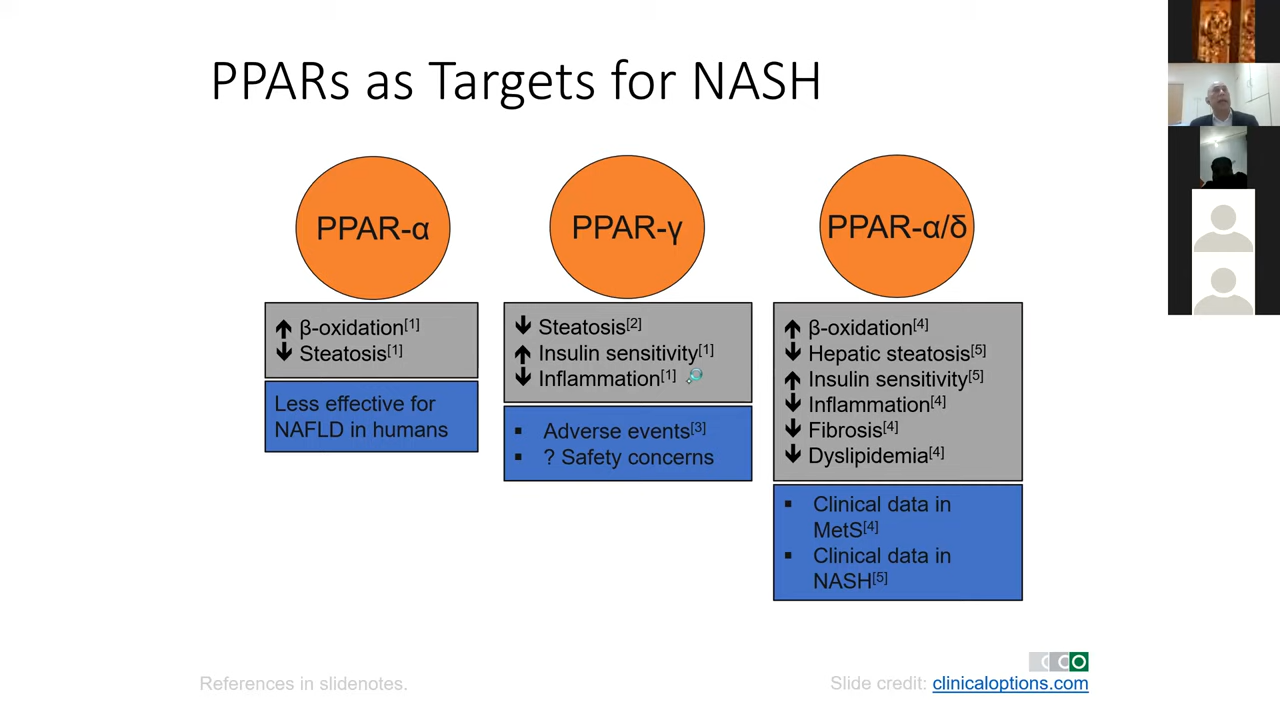 PPARs as Targets for NASH
PPAR-α
↑ β-oxidation[1]
↓ Steatosis[1]
Less effective for
NAFLD in humans
PPAR-γ
↓ Steatosis[2]
↑ Insulin sensitivity[1]
↓ Inflammation[1]
▪ Adverse events[3]
▪ ? Safety concerns
PPAR-α/δ
↑ β-oxidation[4]
↓ Hepatic steatosis[5]
↑ Insulin sensitivity[5]
↓ Inflammation[4]
↓ Fibrosis[4]
↓ Dyslipidemia[4]
▪ Clinical data in
MetS[4]
▪ Clinical data in
NASH[5]
CCO
References in slidenotes.
Slide credit: clinicaloptions.com